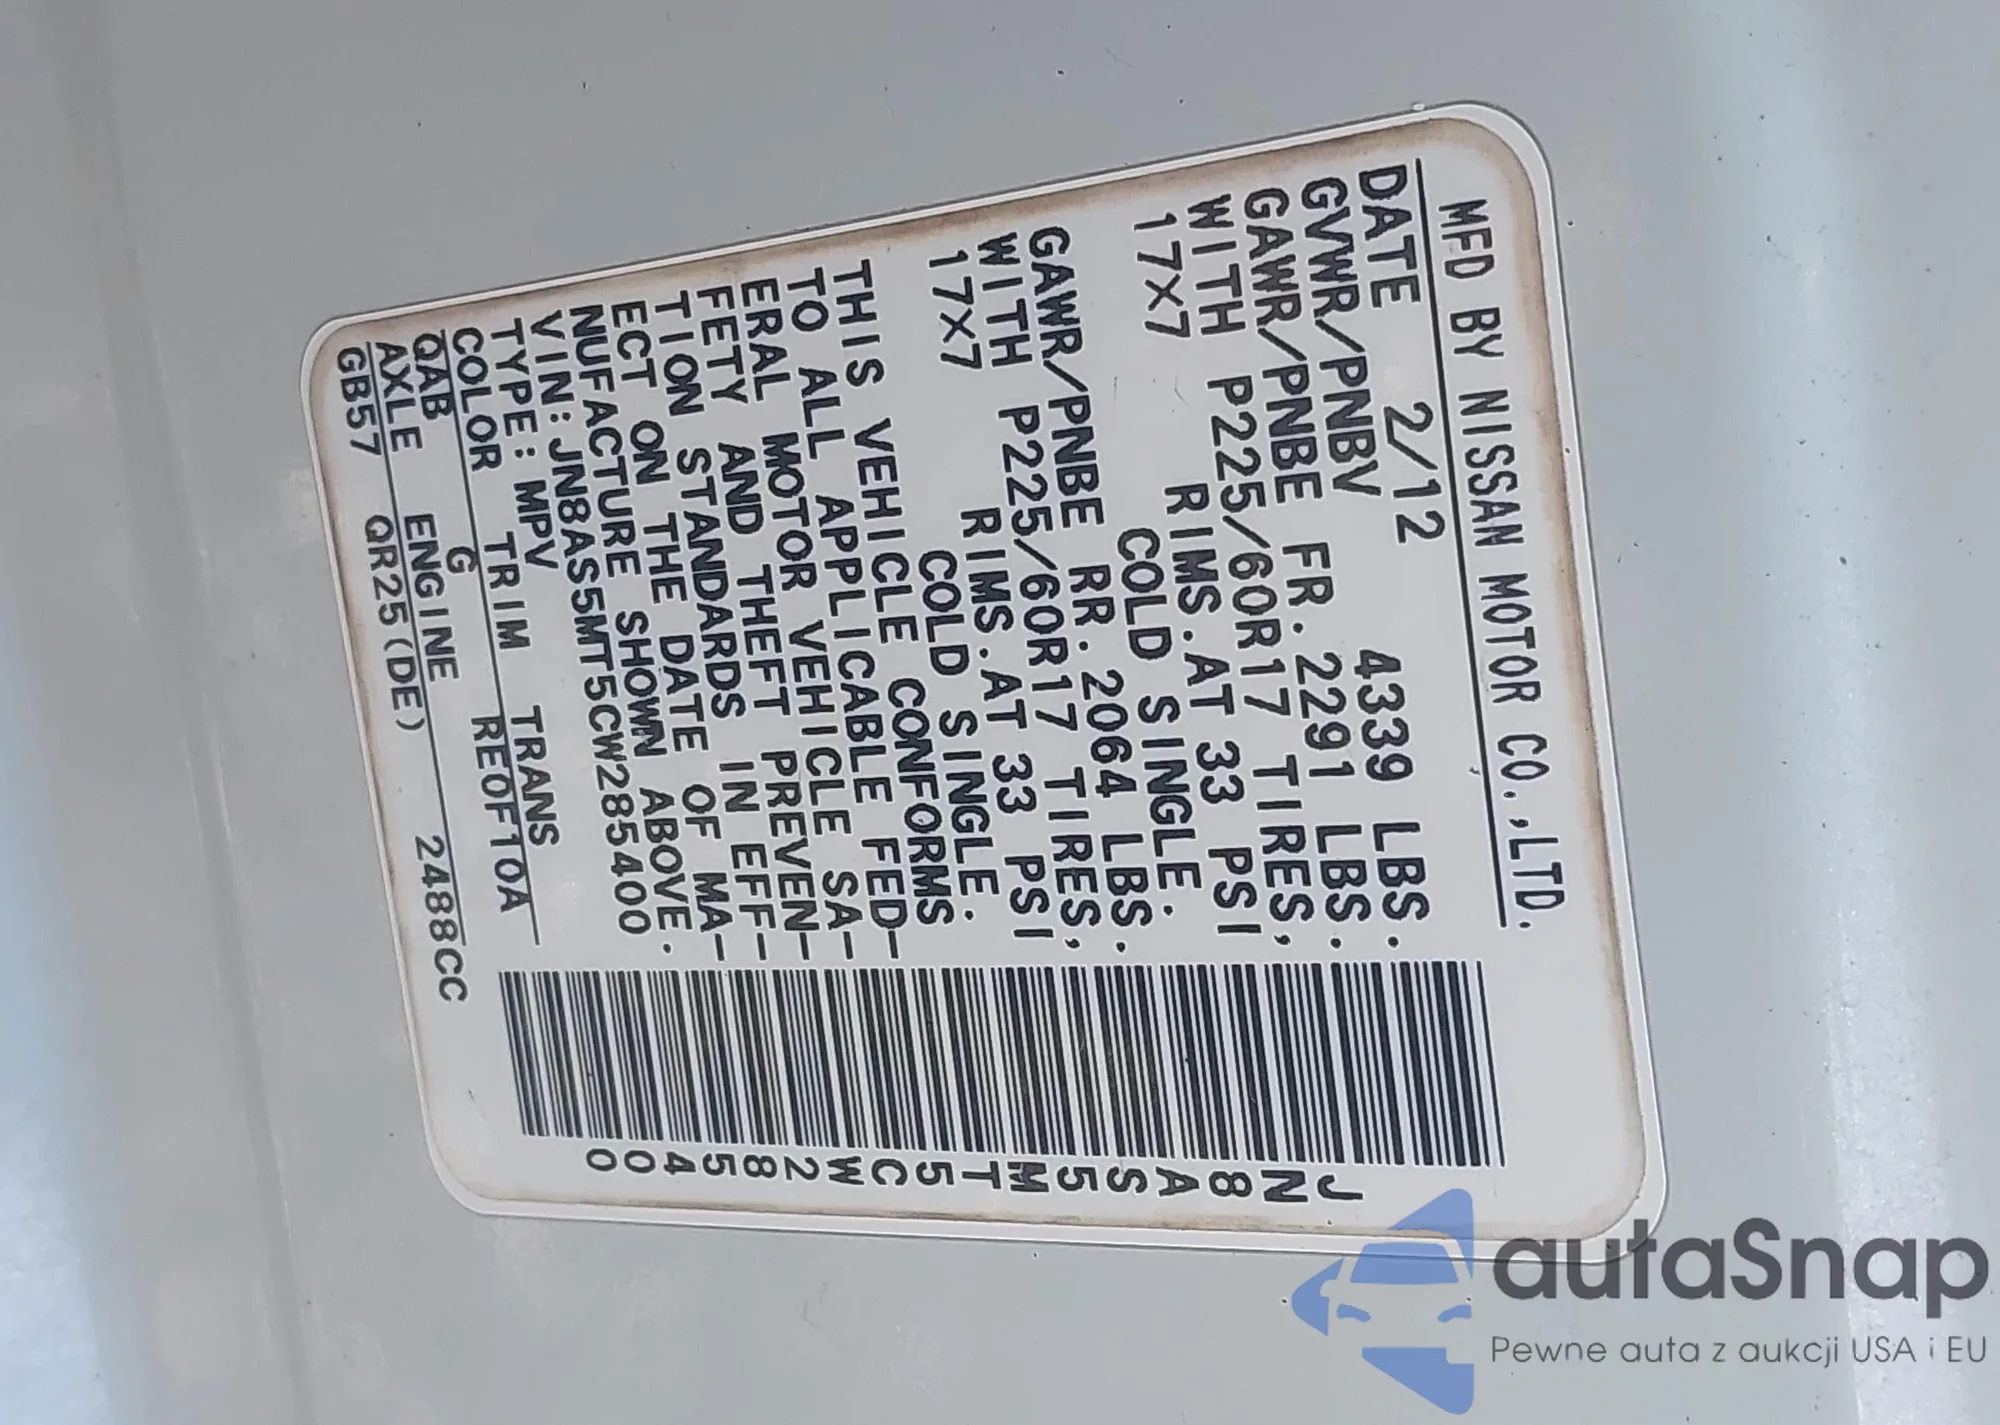 MFD BY NISSAN MOTOR CO.,LTD.
DATE 2/12
GVWR/PNBV 4339 LBS.
GAWR/PNBE FR. 2291 LBS.
WITH P225/60R17 TIRES,
17×7 RIMS.AT 33 PSI
COLD SINGLE.
GAWR/PNBE RR. 2064 LBS.
WITH P225/60R17 TIRES,
17×7 RIMS.AT 33 PSI
COLD SINGLE.
THIS VEHICLE CONFORMS
TO ALL APPLICABLE FED-
ERAL MOTOR VEHICLE SA-
FETY AND THEFT PREVEN-
TION STANDARDS IN EFF-
ECT ON THE DATE OF MA-
NUFACTURE SHOWN ABOVE.
VIN:JN8AS5MT5CW285400
TYPE:MPV
COLOR TRIM TRANS
QAB G RE0F10A
AXLE ENGINE
GB57 QR25(DE) 2488CC
JN8AS5MT5CW285400
autaSnap
Pewne auta z aukcji USA i EU